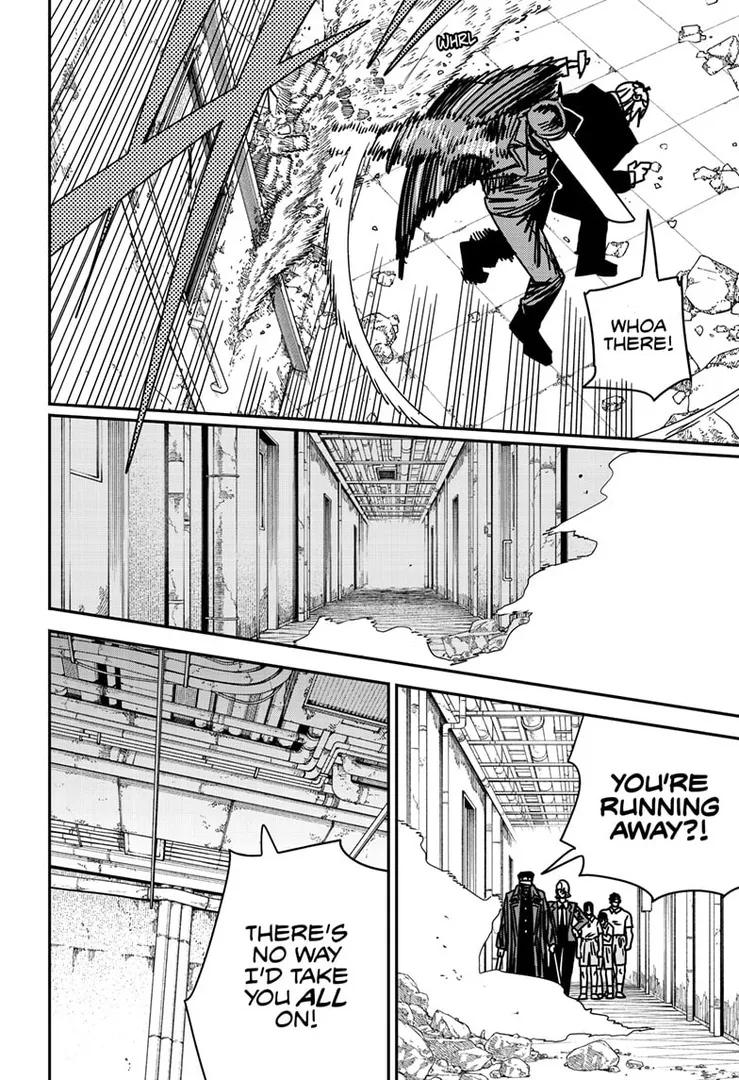 WHRL
WHOA
THERE!
YOU'RE
RUNNING
AWAY?!
THERE'S
NO WAY
I'D TAKE
YOU ALL
ON!